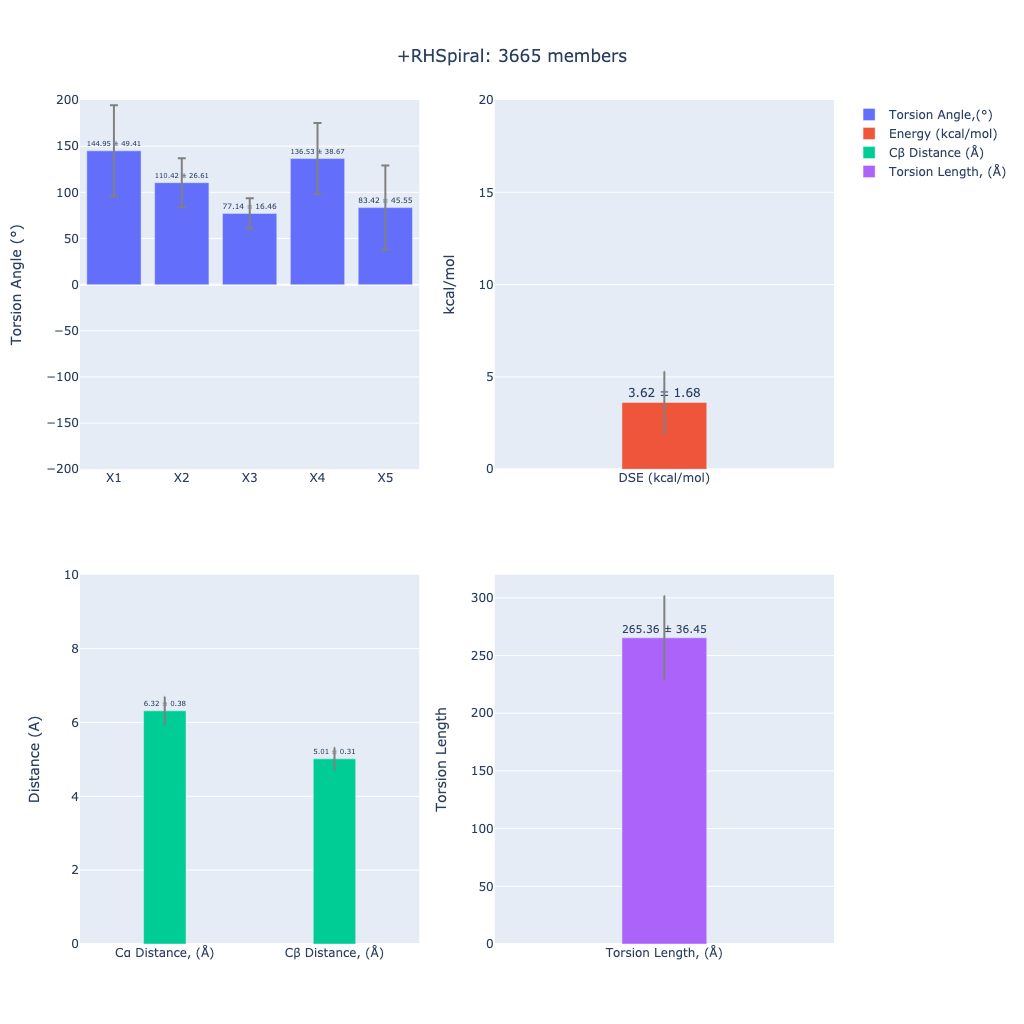 +RHSpiral: 3665 members
Torsion Angle,(°)
Energy (kcal/mol)
Cβ Distance (Å)
Torsion Length, (Å)
Torsion Angle (°)
200
150
100
50
0
−50
−100
−150
−200
144.95 ± 49.41
110.42 ± 26.61
77.14 ± 16.46
136.53 ± 38.67
83.42 ± 45.55
X1 X2 X3 X4 X5
kcal/mol
20
15
10
5
0
3.62 ± 1.68
DSE (kcal/mol)
Distance (A)
10
8
6
4
2
0
6.32 ± 0.38
5.01 ± 0.31
Cα Distance, (Å) Cβ Distance, (Å)
Torsion Length
300
250
200
150
100
50
0
265.36 ± 36.45
Torsion Length, (Å)